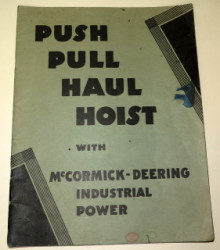 PUSH
PULL
HAUL
HOIST
WITH
McCORMICK-DEERING
INDUSTRIAL
POWER